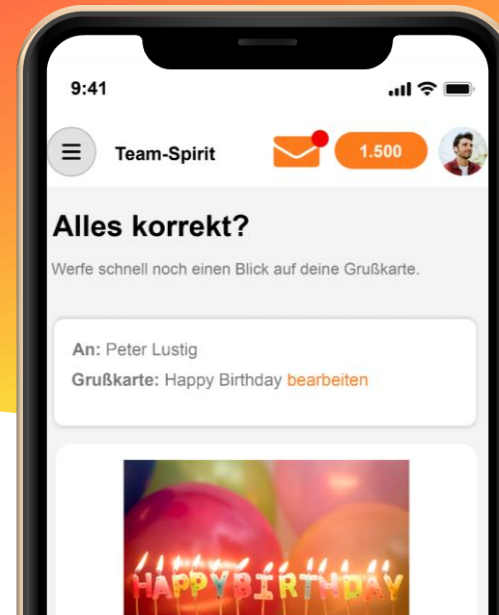 9:41
Team-Spirit
1.500
Alles korrekt?
Werfe schnell noch einen Blick auf deine Grußkarte.
An: Peter Lustig
Grußkarte: Happy Birthday bearbeiten
HAPPY BIRTHDAY